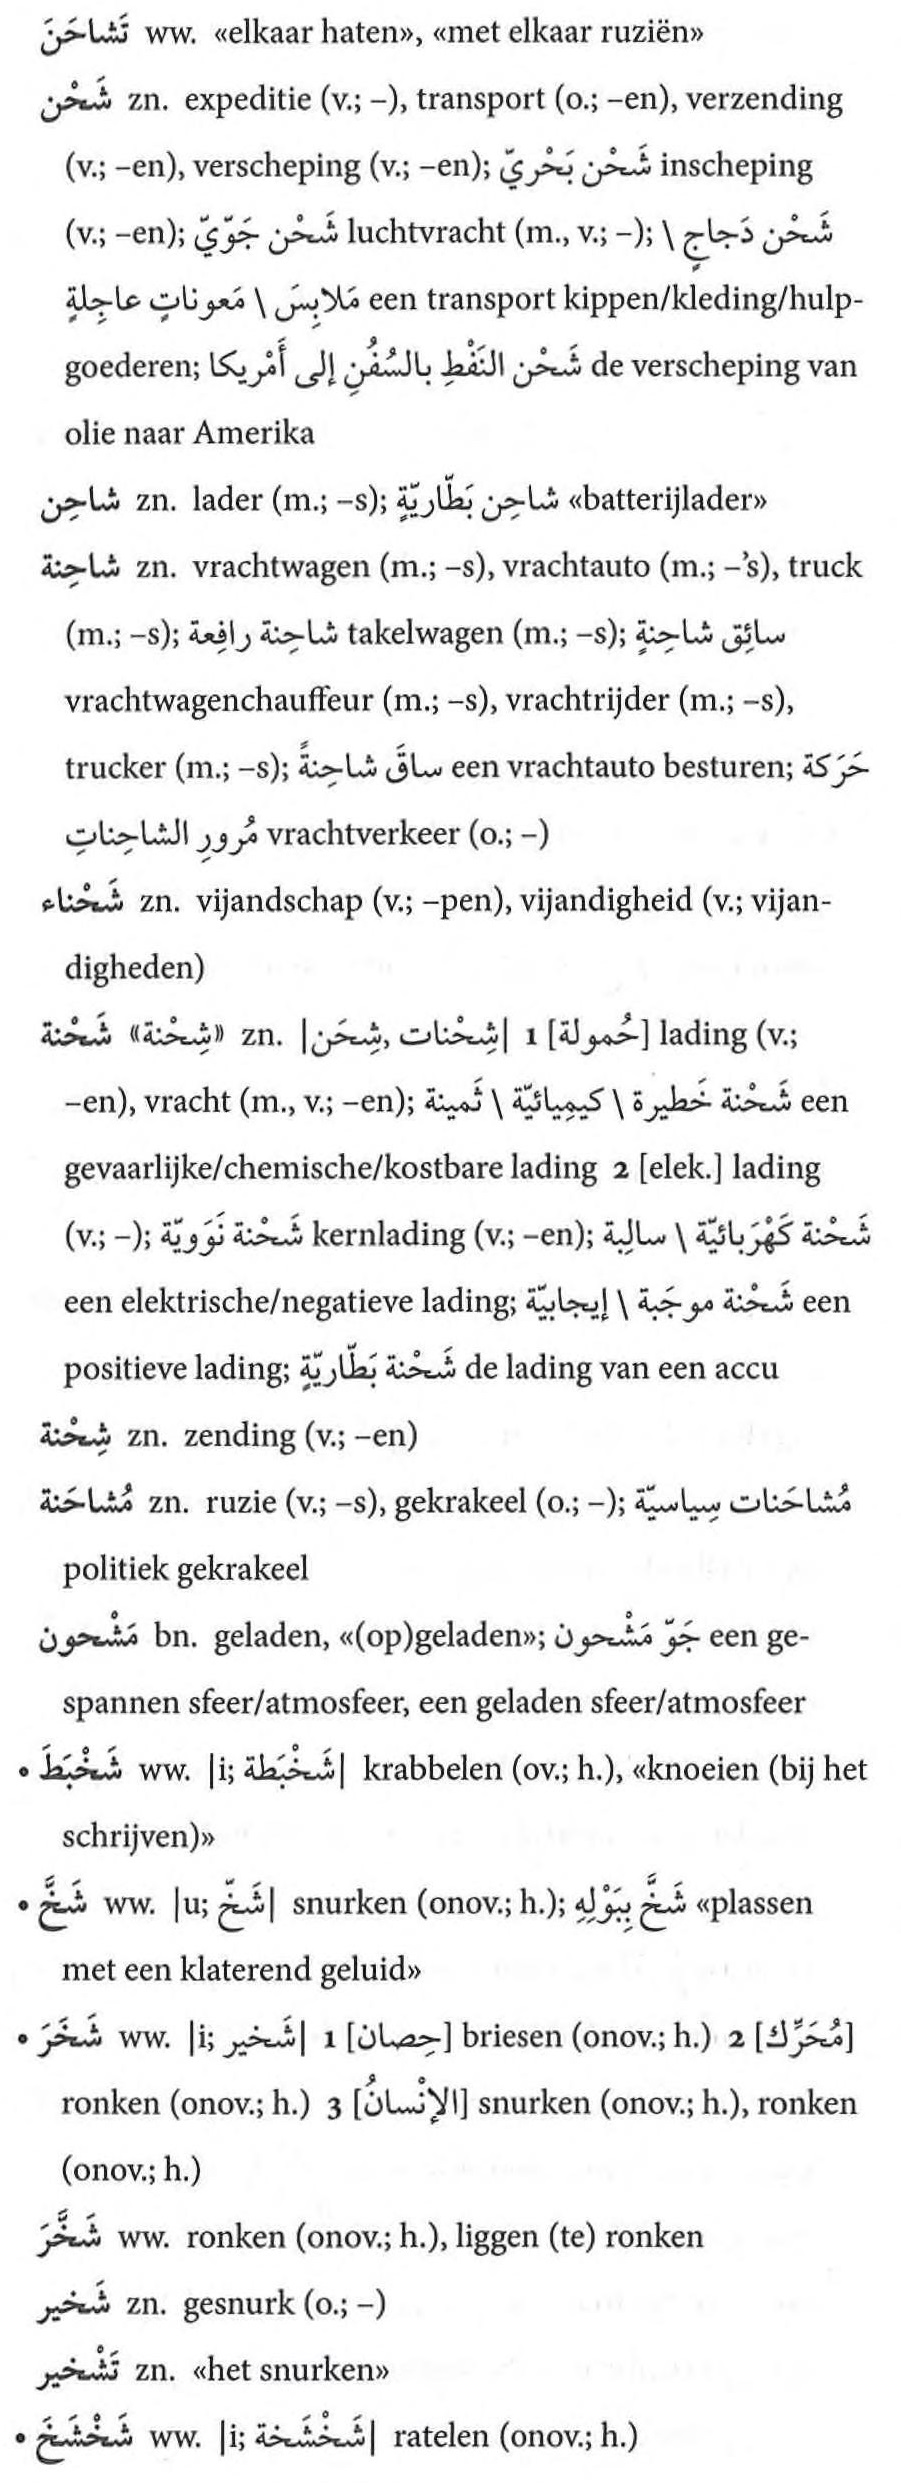 تَشاحَنَ ww. «elkaar haten», «met elkaar ruziën»
شَحْن zn. expeditie (v.; –), transport (o.; –en), verzending
(v.; –en), verscheping (v.; –en); شَحْن بَحْريّ inscheping
(v.; –en); شَحْن جَوّيّ luchtvracht (m., v.; –); شَحْن دَجاجٍ \
مَلابِسَ \ مَعوناتٍ عاجِلةٍ een transport kippen/kleding/hulp-
goederen; شَحْن النَفْطِ بالسُفُنِ إلى أَمْريكا de verscheping van
olie naar Amerika
شاحِن zn. lader (m.; –s); شاحِن بَطّاريّةٍ «batterijlader»
شاحِنة zn. vrachtwagen (m.; –s), vrachtauto (m.; –’s), truck
(m.; –s); شاحِنة رافِعة takelwagen (m.; –s); سائِق شاحِنةٍ
vrachtwagenchauffeur (m.; –s), vrachtrijder (m.; –s),
trucker (m.; –s); ساقَ شاحِنةً een vrachtauto besturen; حَرَكة
مُرورِ الشاحِناتِ vrachtverkeer (o.; –)
شَحْناء zn. vijandschap (v.; –pen), vijandigheid (v.; vijan-
digheden)
شَحْنة «شِحْنة» zn. |شِحْنات, شِحَن| 1 [حُمولة] lading (v.;
–en), vracht (m., v.; –en); شَحْنة خَطيرة \ كيمِيائيّة \ ثَمينة een
gevaarlijke/chemische/kostbare lading 2 [elek.] lading
(v.; –); شَحْنة نَوَويّة kernlading (v.; –en); شَحْنة كَهْرَبائيّة \ سالِبة
een elektrische/negatieve lading; شَحْنة موجَبة \ إيجابيّة een
positieve lading; شَحْنة بَطّاريّةٍ de lading van een accu
شِحْنة zn. zending (v.; –en)
مُشاحَنة zn. ruzie (v.; –s), gekrakeel (o.; –); مُشاحَنات سِياسيّة
politiek gekrakeel
مَشْحون bn. geladen, «(op)geladen»; جَوّ مَشْحون een ge-
spannen sfeer/atmosfeer, een geladen sfeer/atmosfeer
• شَخْبَطَ ww. |i; شَخْبَطة| krabbelen (ov.; h.), «knoeien (bij het
schrijven)»
• شَخَّ ww. |u; شَخّ| snurken (onov.; h.); شَخَّ بِبَوْلِهِ «plassen
met een klaterend geluid»
• شَخَرَ ww. |i; شَخير| 1 [حِصان] briesen (onov.; h.) 2 [مُحَرِّك]
ronken (onov.; h.) 3 [الإنْسانُ] snurken (onov.; h.), ronken
(onov.; h.)
شَخَّرَ ww. ronken (onov.; h.), liggen (te) ronken
شَخير zn. gesnurk (o.; –)
تَشْخير zn. «het snurken»
• شَخْشَخَ ww. |i; شَخْشَخة| ratelen (onov.; h.)